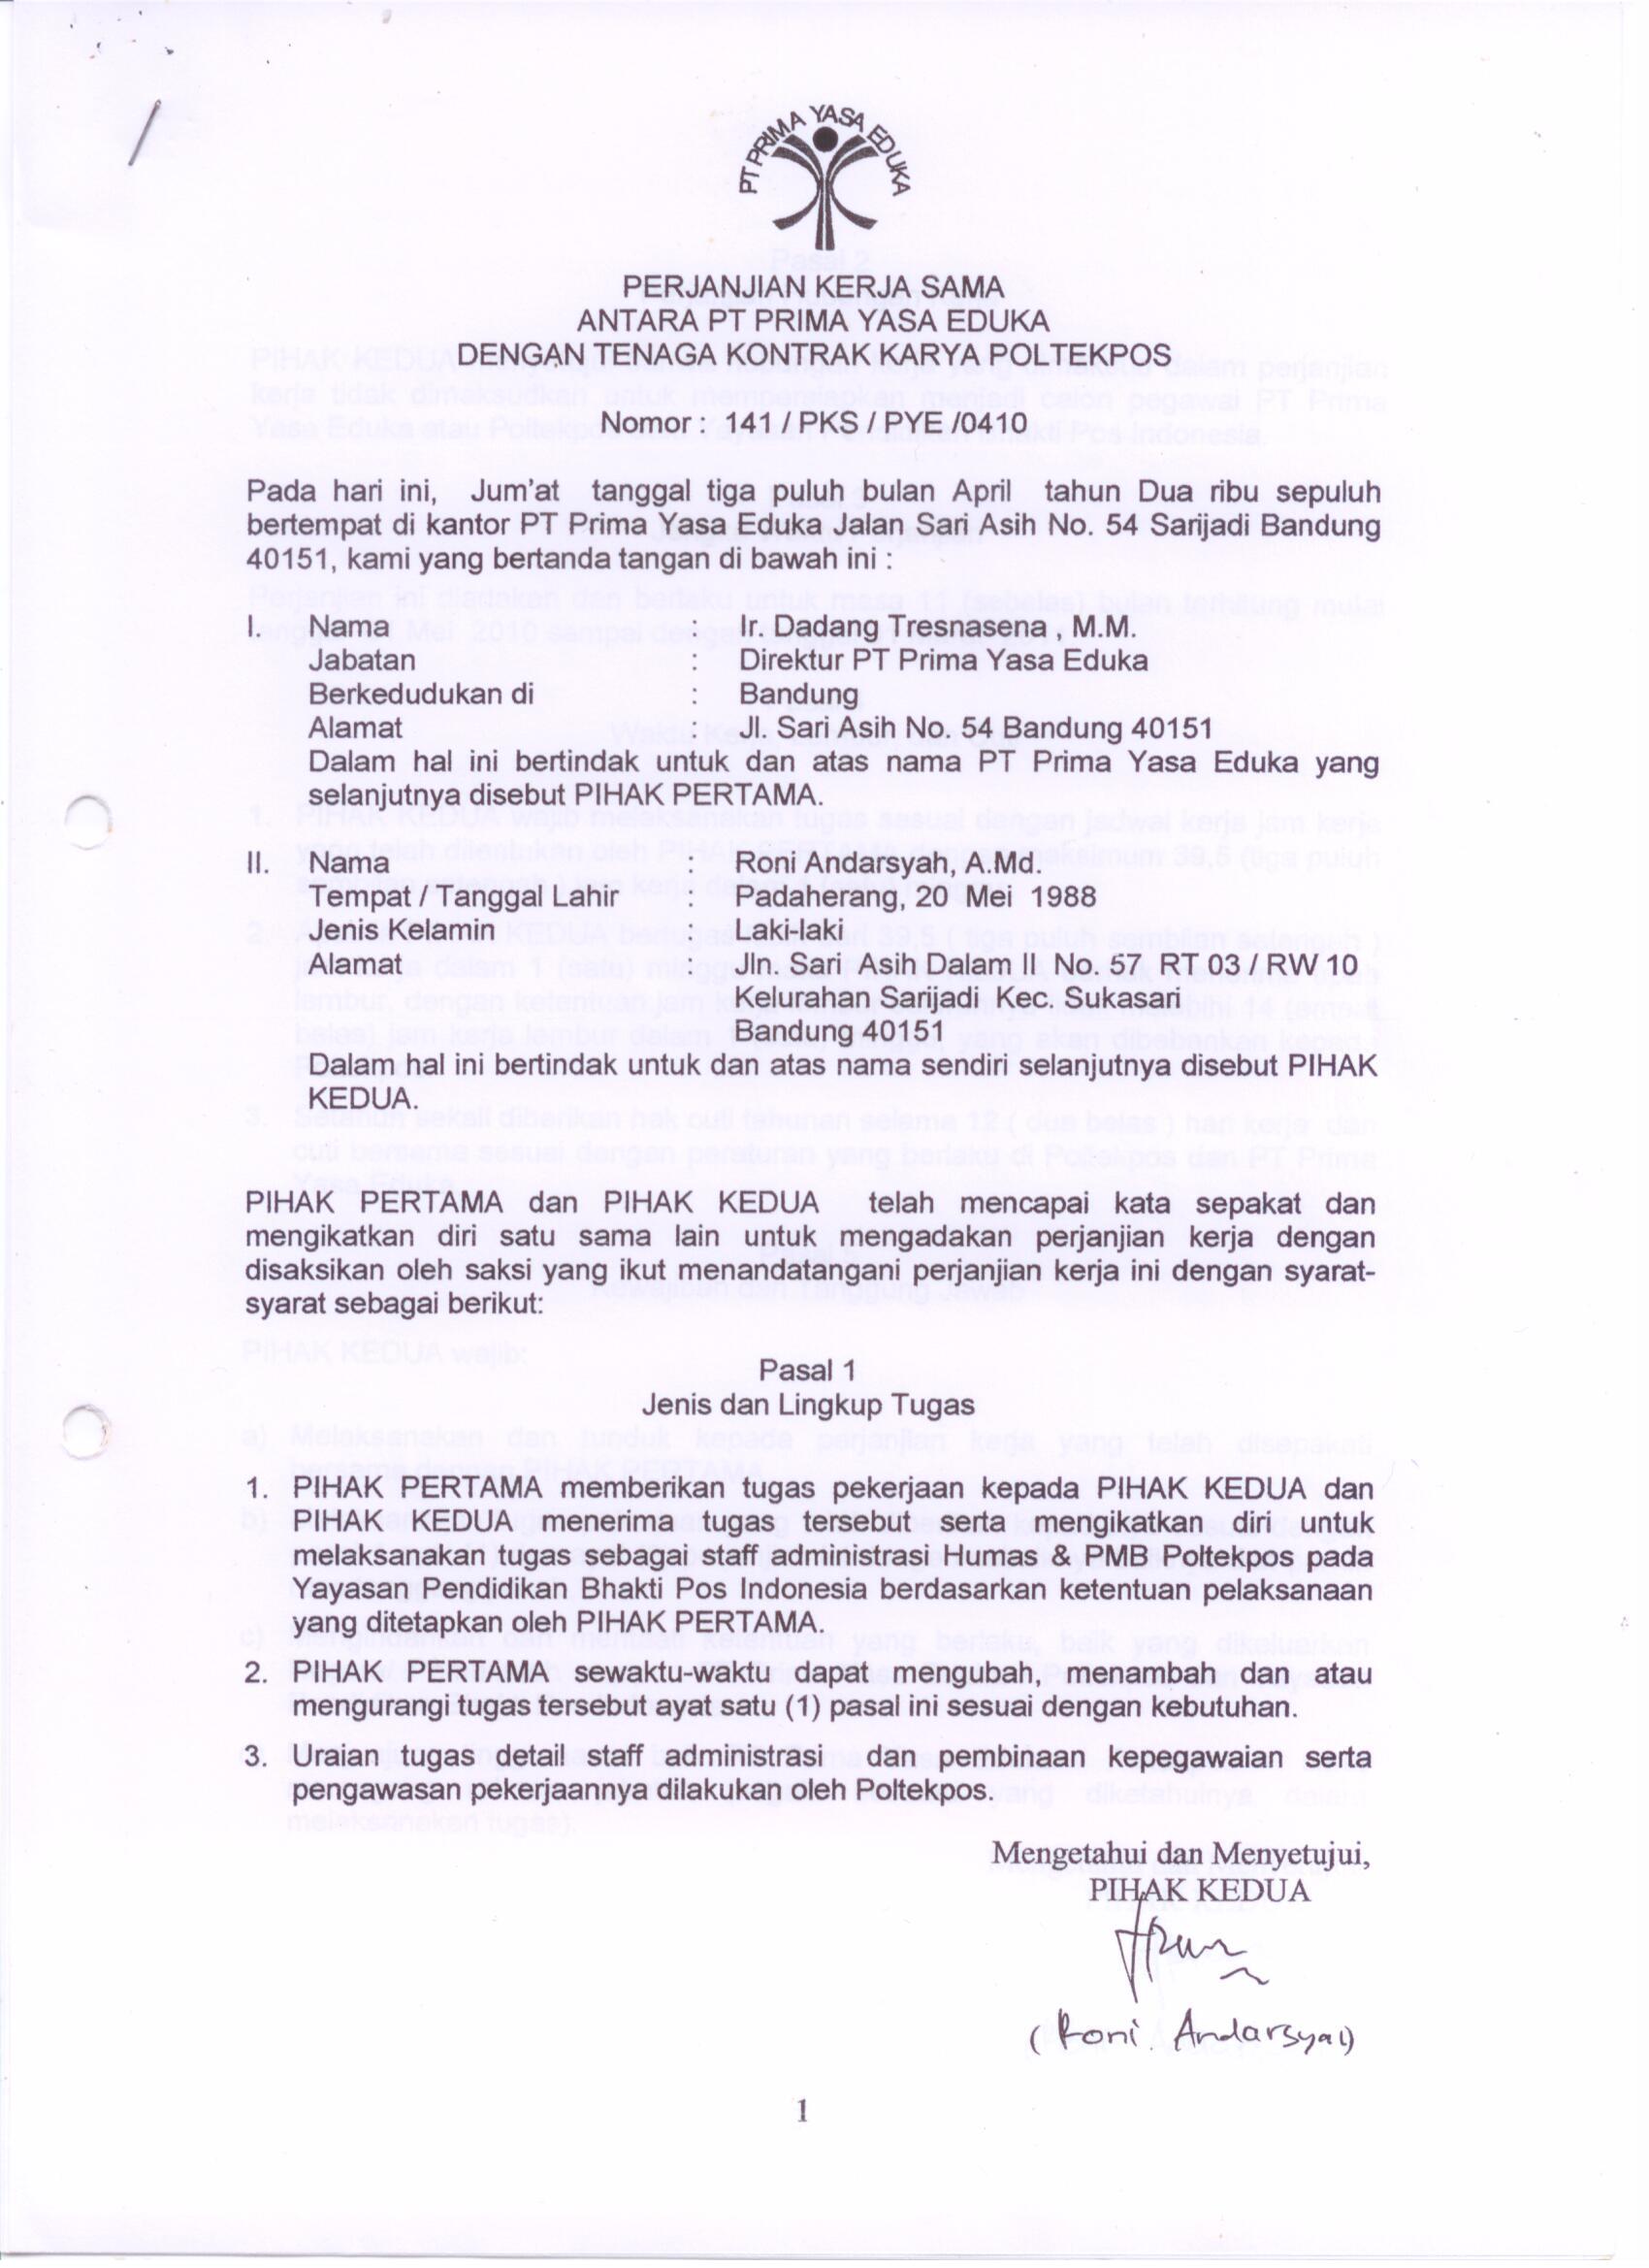 PT PRIMA YASA EDUKA
PERJANJIAN KERJA SAMA
ANTARA PT PRIMA YASA EDUKA
DENGAN TENAGA KONTRAK KARYA POLTEKPOS
Nomor : 141 / PKS / PYE /0410
Pada hari ini, Jum'at tanggal tiga puluh bulan April tahun Dua ribu sepuluh
bertempat di kantor PT Prima Yasa Eduka Jalan Sari Asih No. 54 Sarijadi Bandung
40151, kami yang bertanda tangan di bawah ini :
I. Nama : Ir. Dadang Tresnasena , M.M.
Jabatan : Direktur PT Prima Yasa Eduka
Berkedudukan di : Bandung
Alamat : Jl. Sari Asih No. 54 Bandung 40151
Dalam hal ini bertindak untuk dan atas nama PT Prima Yasa Eduka yang
selanjutnya disebut PIHAK PERTAMA.
II. Nama : Roni Andarsyah, A.Md.
Tempat / Tanggal Lahir : Padaherang, 20 Mei 1988
Jenis Kelamin : Laki-laki
Alamat : Jln. Sari Asih Dalam II No. 57 RT 03 / RW 10
Kelurahan Sarijadi Kec. Sukasari
Bandung 40151
Dalam hal ini bertindak untuk dan atas nama sendiri selanjutnya disebut PIHAK
KEDUA.
PIHAK PERTAMA dan PIHAK KEDUA telah mencapai kata sepakat dan
mengikatkan diri satu sama lain untuk mengadakan perjanjian kerja dengan
disaksikan oleh saksi yang ikut menandatangani perjanjian kerja ini dengan syarat-
syarat sebagai berikut:
Pasal 1
Jenis dan Lingkup Tugas
1. PIHAK PERTAMA memberikan tugas pekerjaan kepada PIHAK KEDUA dan
PIHAK KEDUA menerima tugas tersebut serta mengikatkan diri untuk
melaksanakan tugas sebagai staff administrasi Humas & PMB Poltekpos pada
Yayasan Pendidikan Bhakti Pos Indonesia berdasarkan ketentuan pelaksanaan
yang ditetapkan oleh PIHAK PERTAMA.
2. PIHAK PERTAMA sewaktu-waktu dapat mengubah, menambah dan atau
mengurangi tugas tersebut ayat satu (1) pasal ini sesuai dengan kebutuhan.
3. Uraian tugas detail staff administrasi dan pembinaan kepegawaian serta
pengawasan pekerjaannya dilakukan oleh Poltekpos.
Mengetahui dan Menyetujui,
PIHAK KEDUA
(Roni Andarsyah)
1